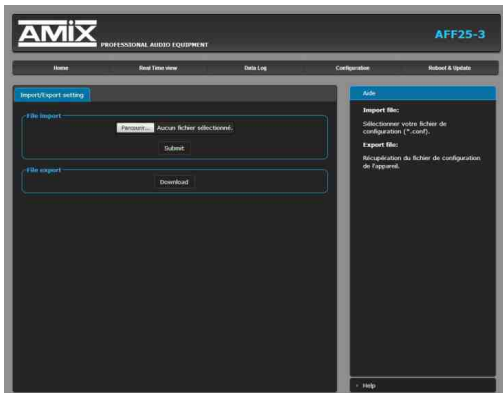 AMiX
PROFESSIONAL AUDIO EQUIPMENT
AFF25-3
Home
Real Time view
Data Log
Configuration
Reboot & Update
Import/Export setting
File import
Parcourir... Aucun fichier sélectionné.
Submit
File export
Download
Aide
Import file:
Sélectionner votre fichier de
configuration (*.conf).
Export file:
Récupération du fichier de configuration
de l'appareil.
› Help